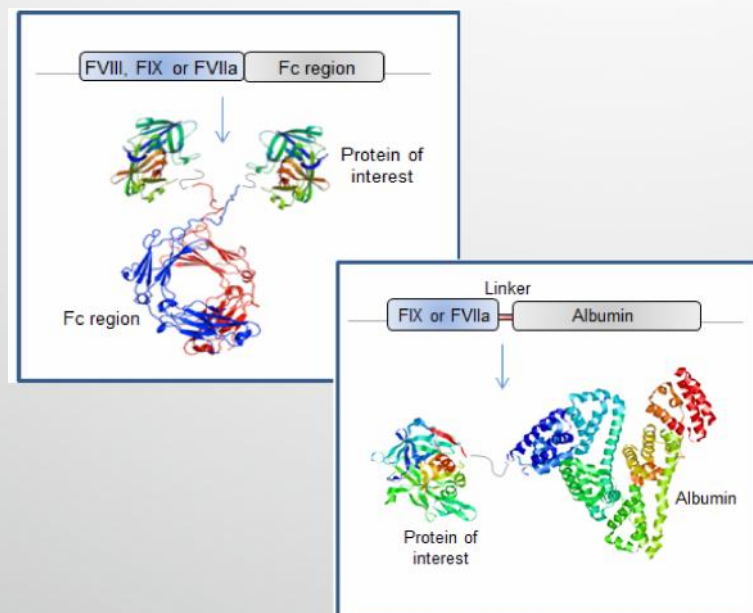 FVIII, FIX or FVIIa
Fc region
Protein of
interest
Fc region
Linker
FIX or FVIIa
Albumin
Albumin
Protein of
interest